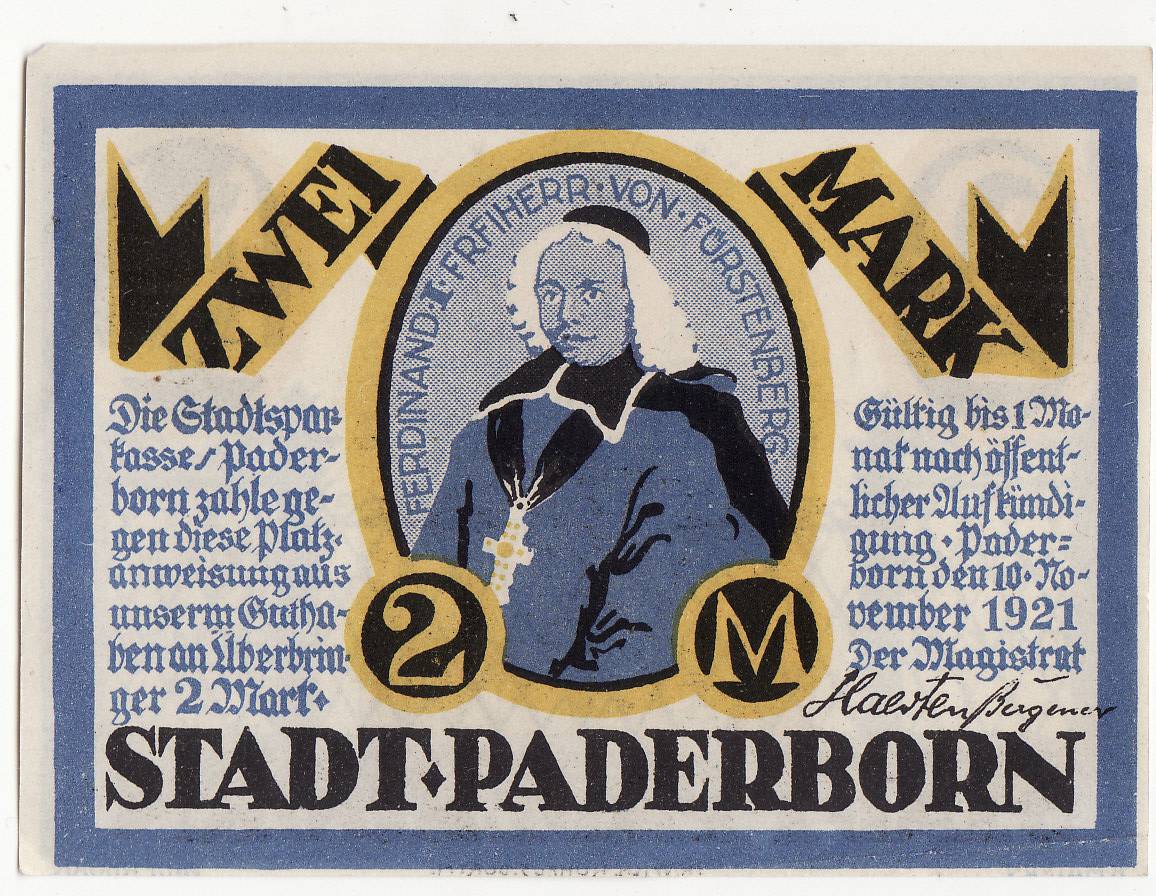 ZWEI MARK
FERDINAND·I·FREIHERR·VON·FÜRSTENBERG
Die Stadtspar-
kasse/Pader-
born zahle ge-
gen diese Platz-
anweisung aus
unserm Gutha-
ben an Überbrin-
ger 2 Mark·
Gültig bis 1 Mo-
nat nach öffent-
licher Aufkündi-
gung·Pader=
born den 10·No-
vember 1921
Der Magistrat
2
M
STADT·PADERBORN